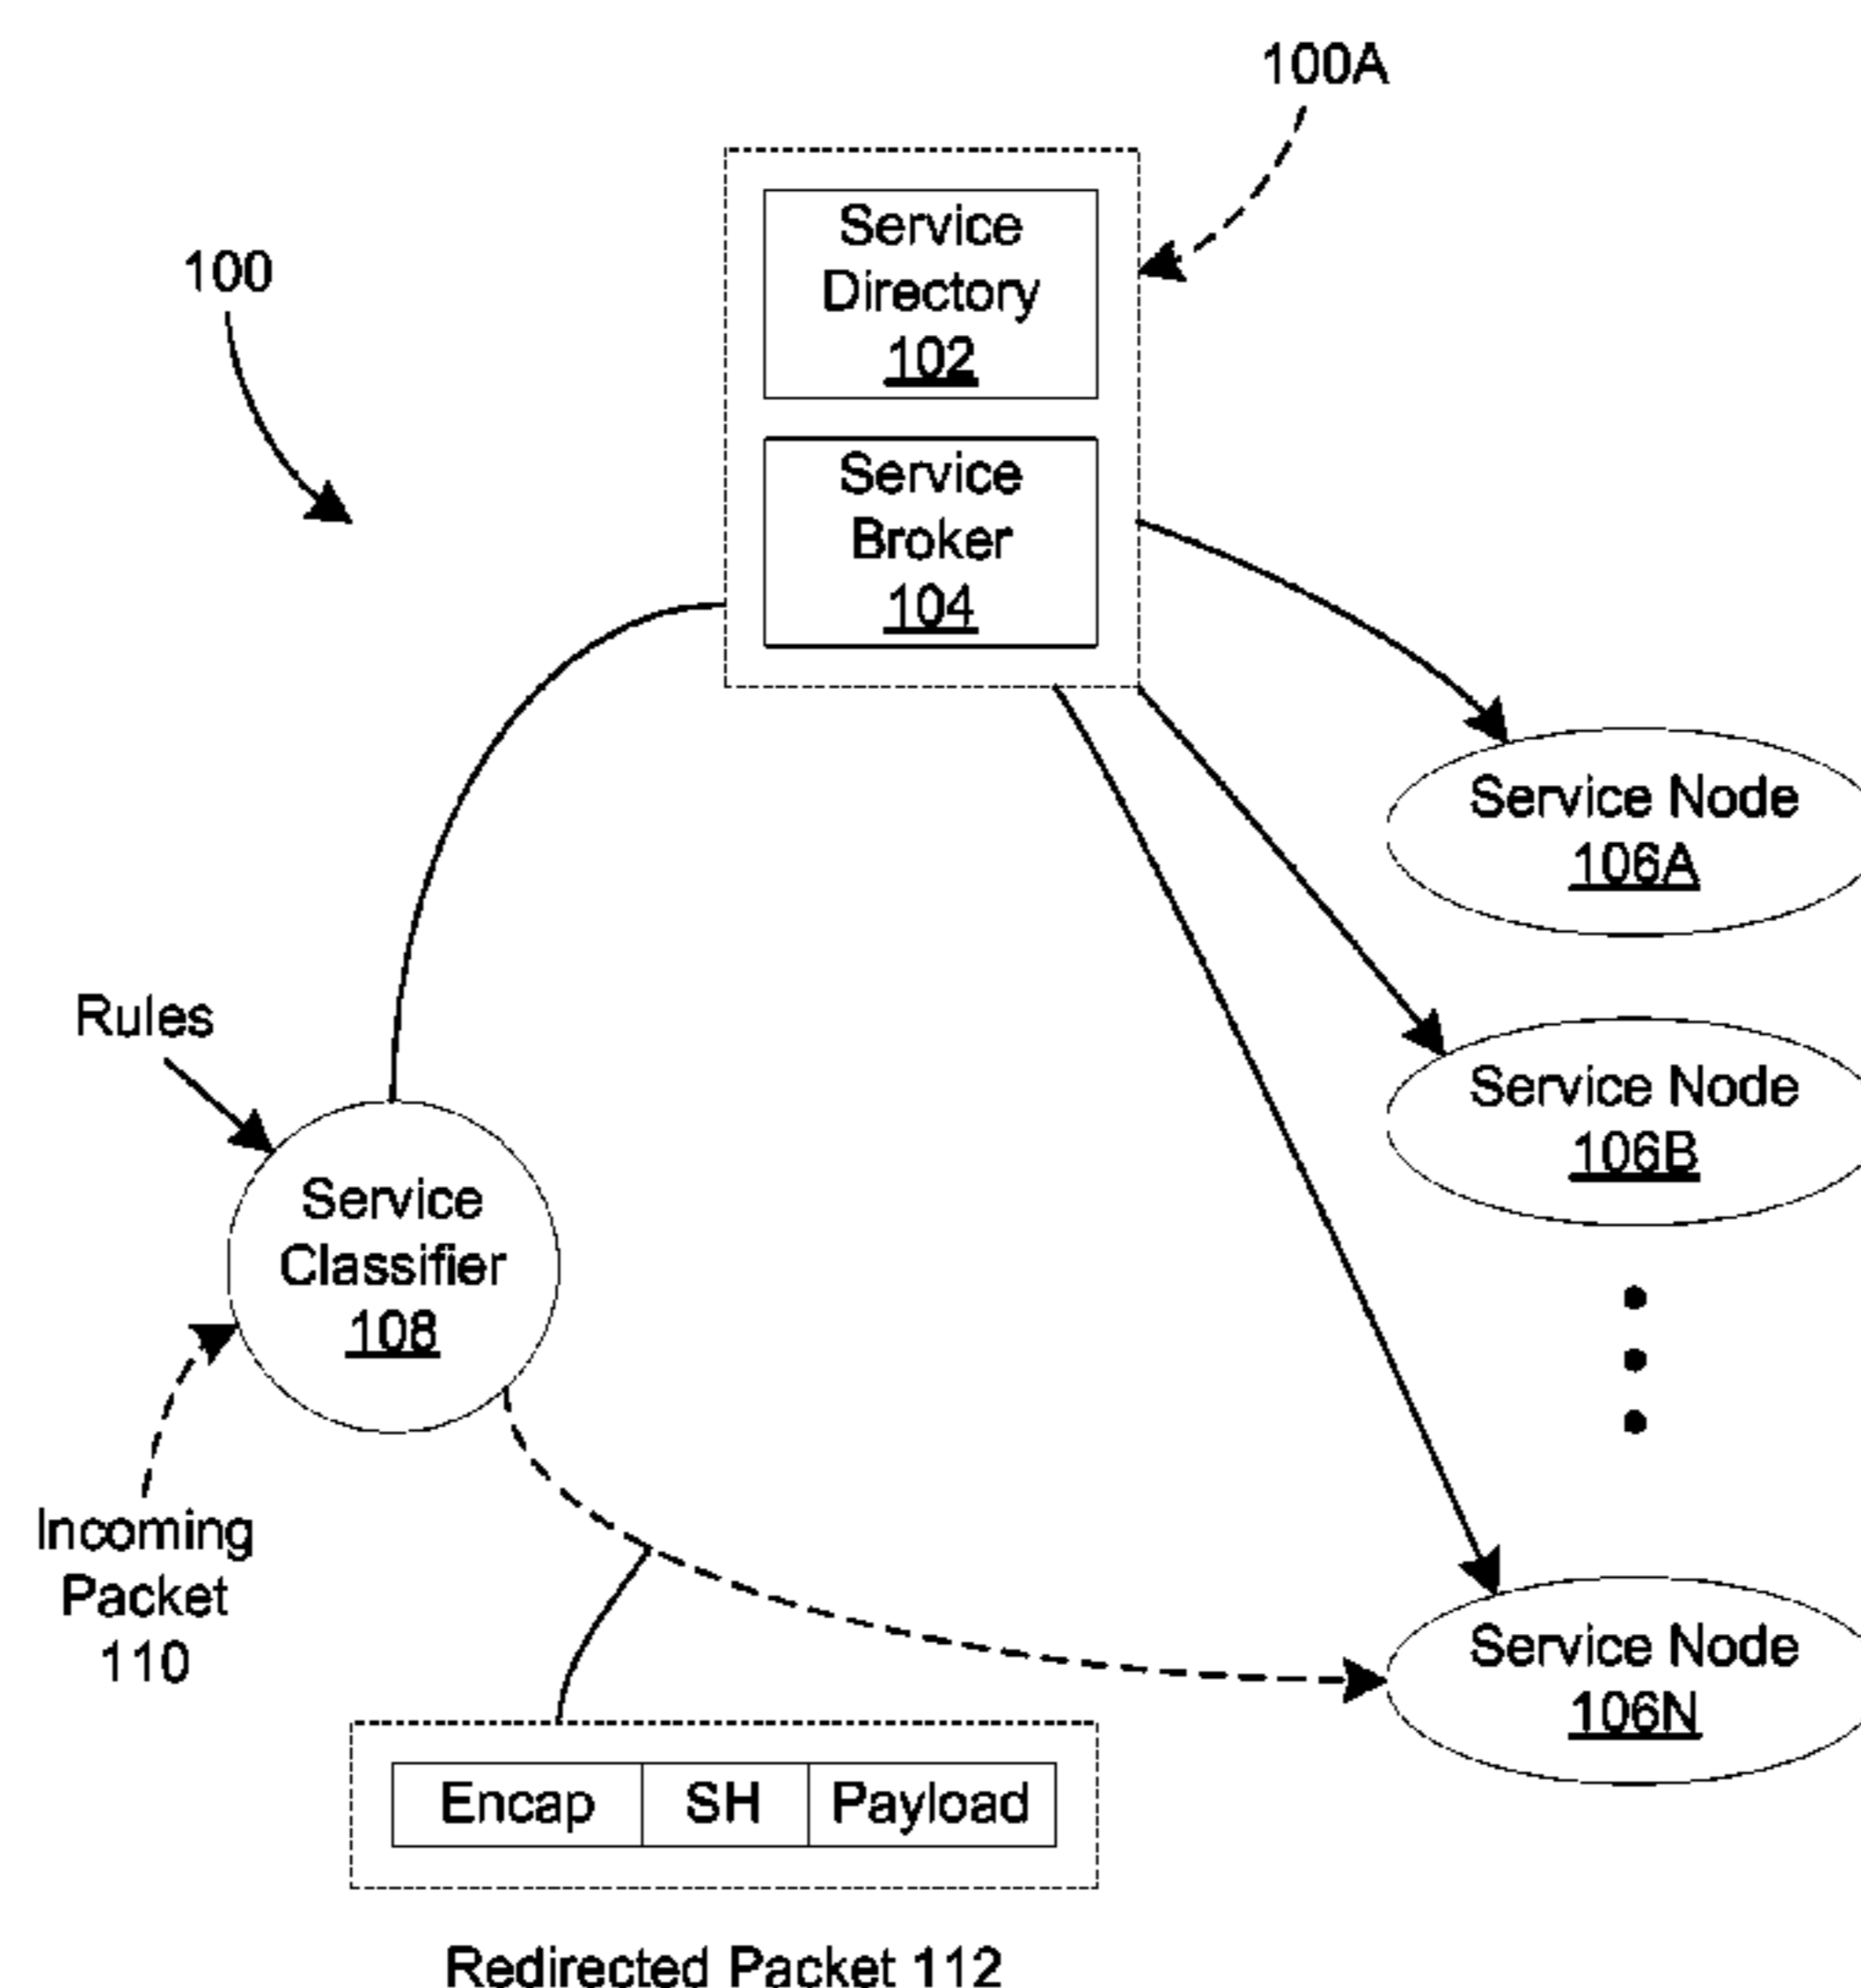 100A
100
Service
Directory
102
Service
Broker
104
Service Node
106A
Rules
Service Node
106B
Service
Classifier
108
Incoming
Packet
110
Service Node
106N
Encap SH Payload
Redirected Packet 112